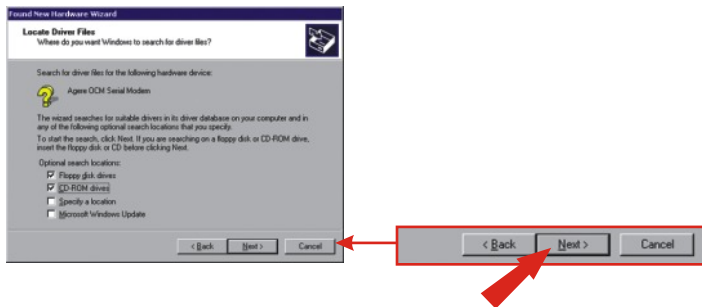 Found New Hardware Wizard
Locate Driver Files
Where do you want Windows to search for driver files?
Search for driver files for the following hardware device:
Agere OCM Serial Modem
The wizard searches for suitable drivers in its driver database on your computer and in
any of the following optional search locations that you specify.
To start the search, click Next. If you are searching on a floppy disk or CD-ROM drive,
insert the floppy disk or CD before clicking Next.
Optional search locations:
Floppy disk drives
CD-ROM drives
Specify a location
Microsoft Windows Update
< Back Next > Cancel
< Back Next > Cancel